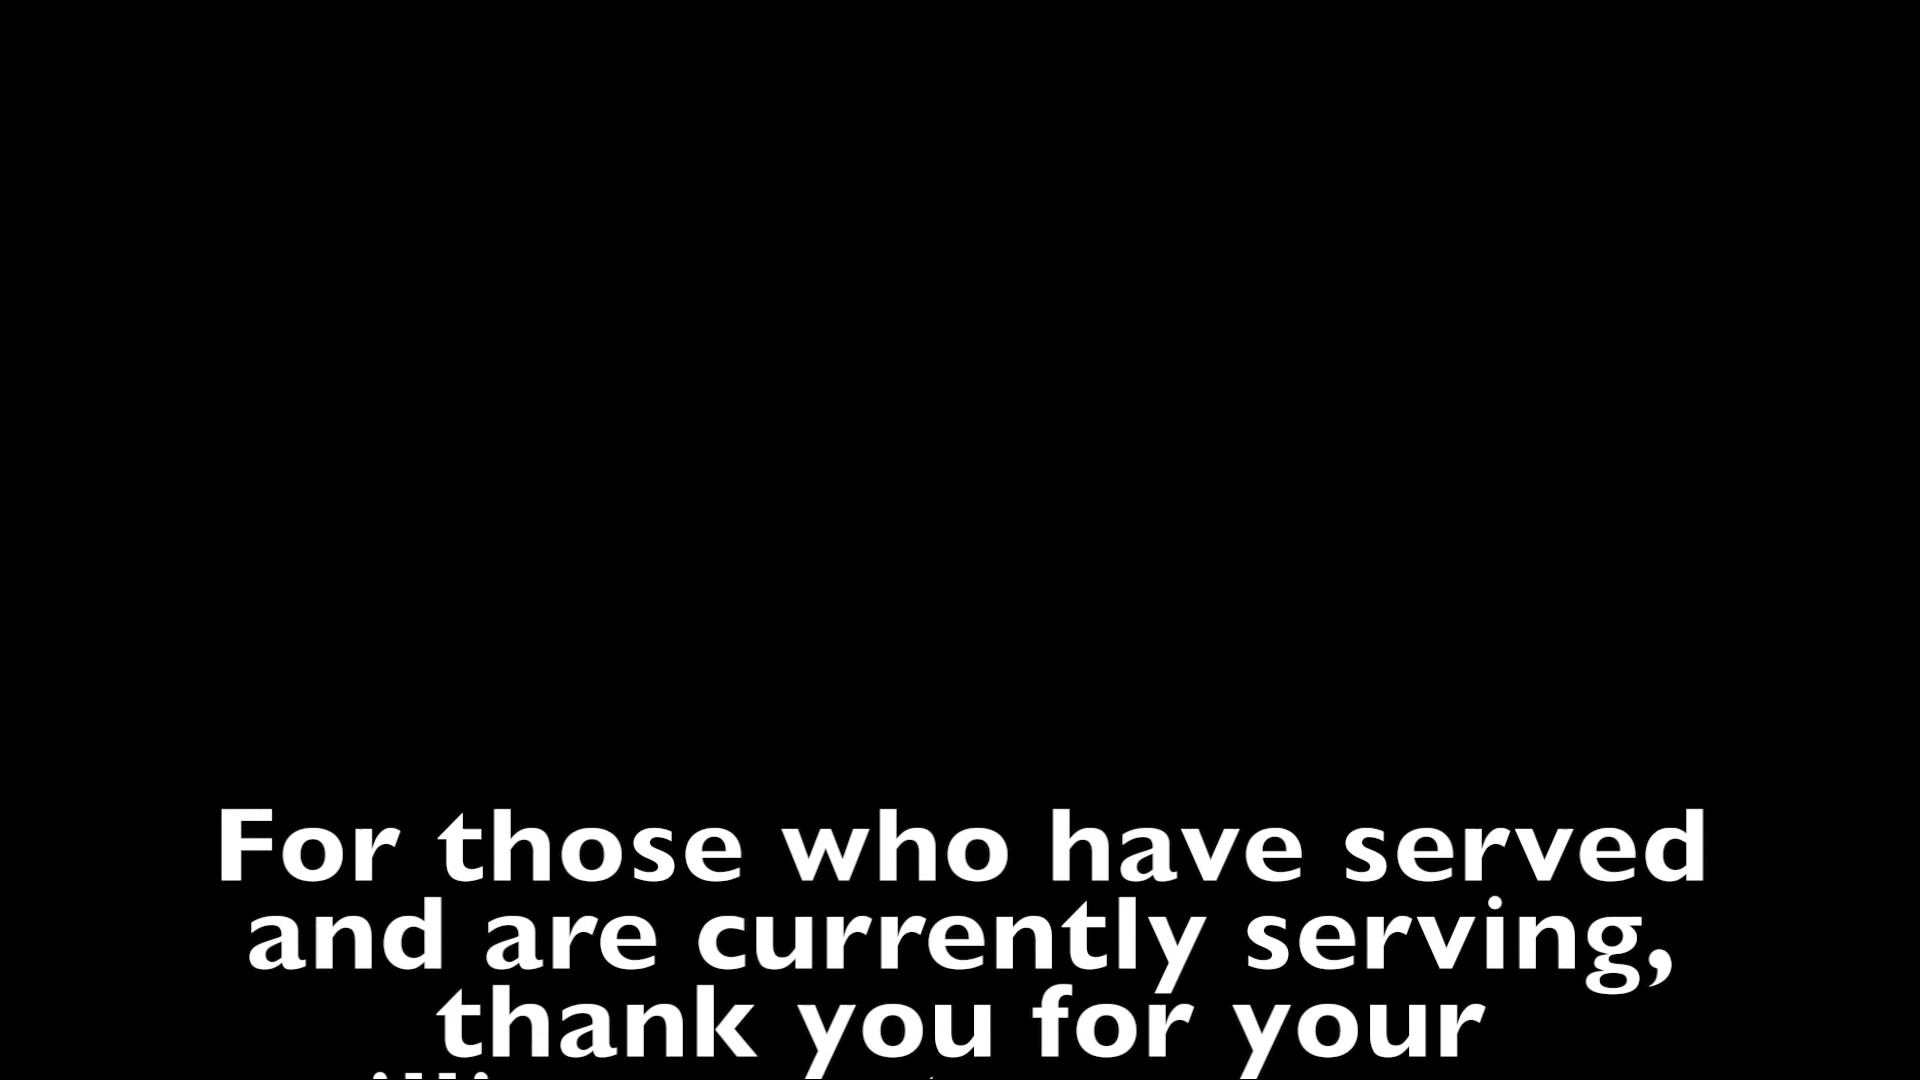 For those who have served
and are currently serving,
thank you for your